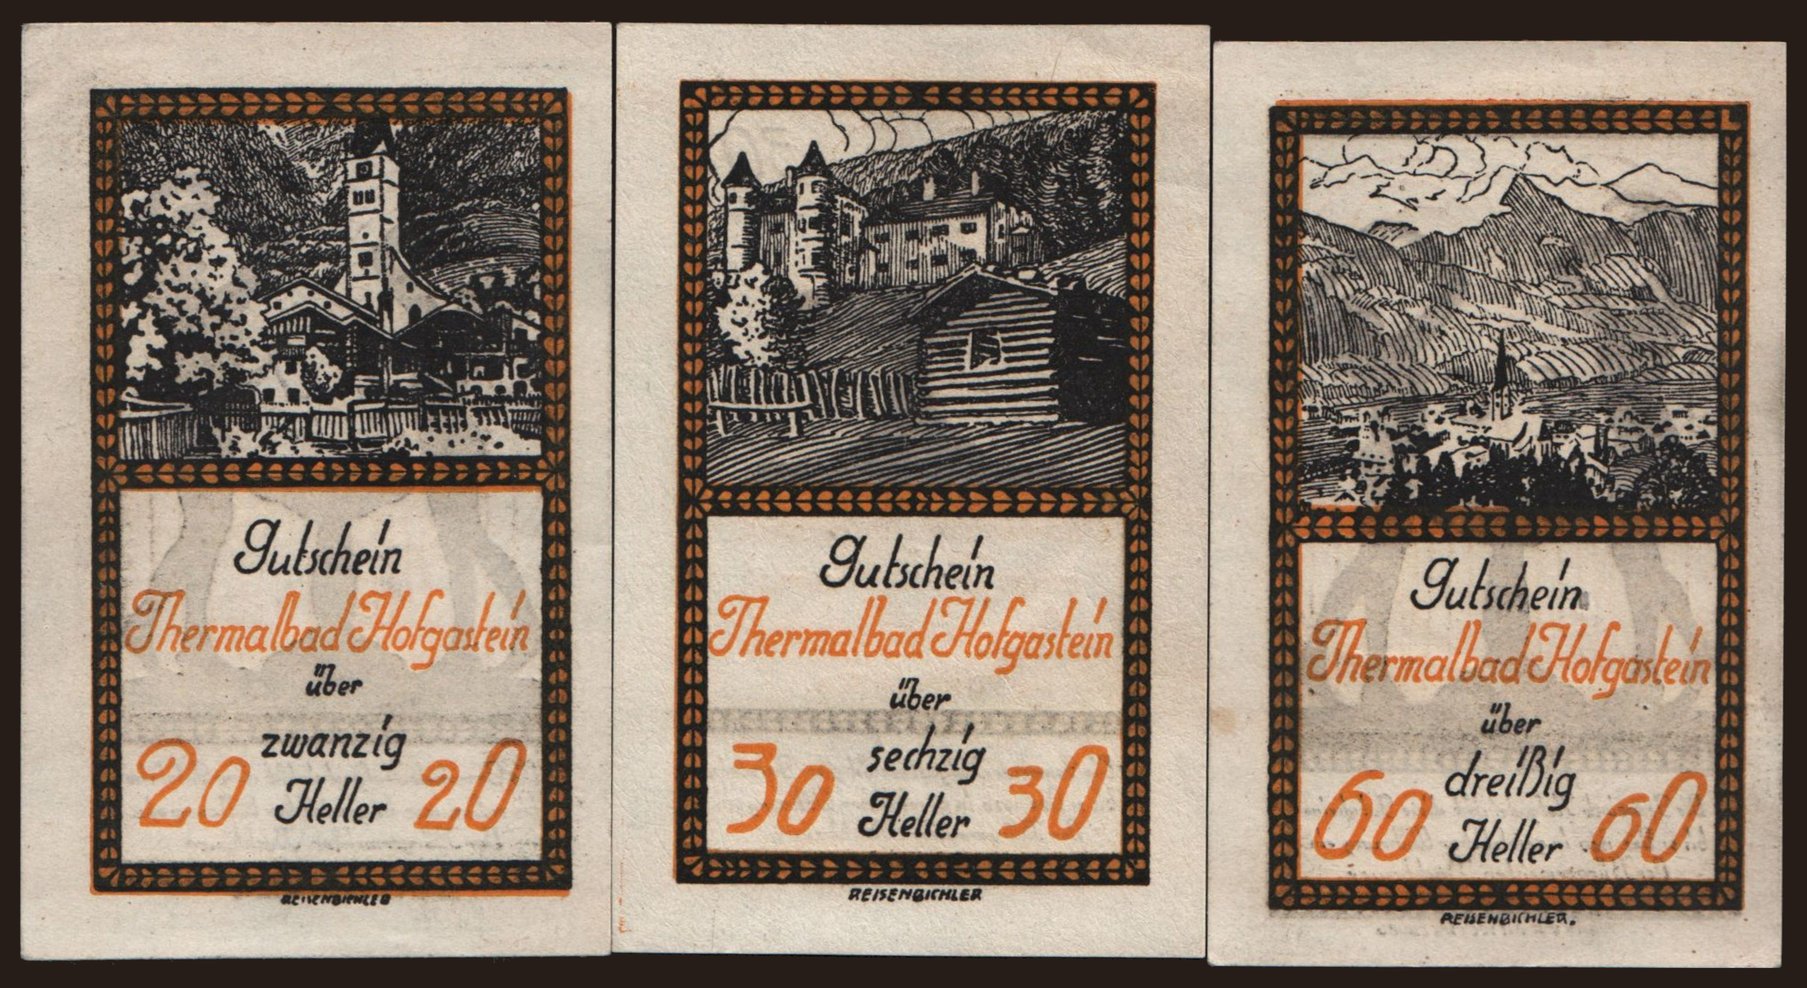 Gutschein
Thermalbad Hofgastein
über
zwanzig
20 Heller 20
REISENBICHLER
Gutschein
Thermalbad Hofgastein
über
sechzig
30 Heller 30
REISENBICHLER
Gutschein
Thermalbad Hofgastein
über
dreißig
60 Heller 60
REISENBICHLER.